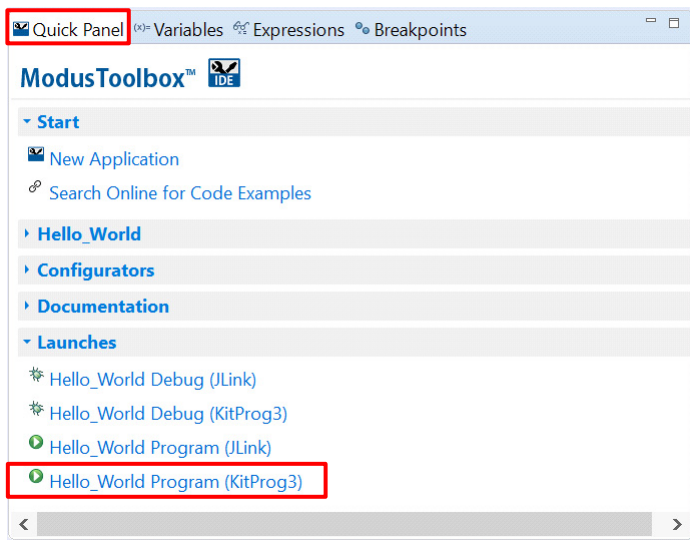 Quick Panel (x)= Variables Expressions Breakpoints
ModusToolbox™ IDE
Start
New Application
Search Online for Code Examples
Hello_World
Configurators
Documentation
Launches
Hello_World Debug (JLink)
Hello_World Debug (KitProg3)
Hello_World Program (JLink)
Hello_World Program (KitProg3)